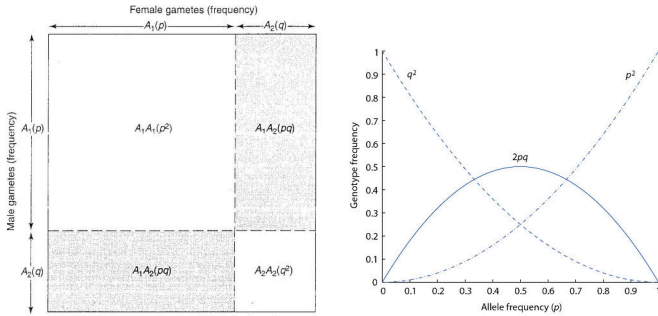 Female gametes (frequency)
A₁(p) A₂(q)
Male gametes (frequency)
A₁(p)
A₂(q)
A₁A₁(p²) A₁A₂(pq)
A₁A₂(pq) A₂A₂(q²)
Genotype frequency
1
0.9
0.8
0.7
0.6
0.5
0.4
0.3
0.2
0.1
0
q²
p²
2pq
0 0.1 0.2 0.3 0.4 0.5 0.6 0.7 0.8 0.9 1
Allele frequency (p)